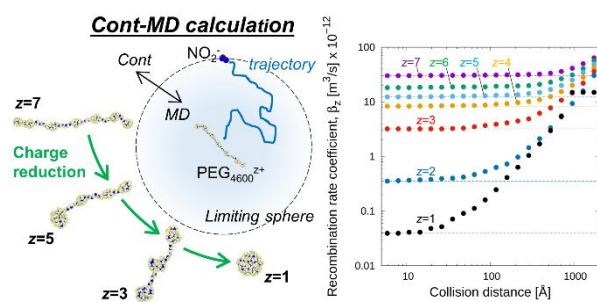 Cont-MD calculation
NO₂⁻
trajectory
Cont
MD
z=7
Charge
reduction
PEG₄₆₀₀ᶻ⁺
Limiting sphere
z=5
z=3
z=1
Recombination rate coefficient, β_z [m³/s] x 10⁻¹²
100
10
1
0.1
0.01
z=7
z=6
z=5
z=4
z=3
z=2
z=1
10
100
1000
Collision distance [Å]